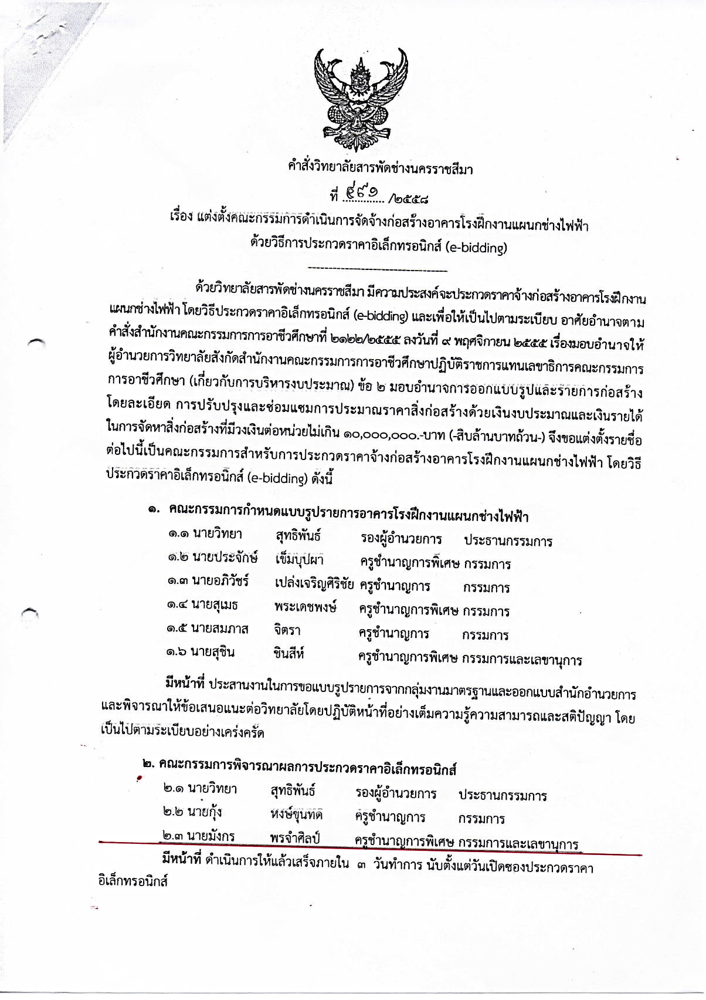 คำสั่งวิทยาลัยสารพัดช่างนครราชสีมา
ที่ ๔๙๑ /๒๕๕๘
เรื่อง แต่งตั้งคณะกรรมการดำเนินการจัดจ้างก่อสร้างอาคารโรงฝึกงานแผนกช่างไฟฟ้า
ด้วยวิธีการประกวดราคาอิเล็กทรอนิกส์ (e-bidding)
----------------------------------
ด้วยวิทยาลัยสารพัดช่างนครราชสีมา มีความประสงค์จะประกวดราคาจ้างก่อสร้างอาคารโรงฝึกงาน
แผนกช่างไฟฟ้า โดยวิธีประกวดราคาอิเล็กทรอนิกส์ (e-bidding) และเพื่อให้เป็นไปตามระเบียบ อาศัยอำนาจตาม
คำสั่งสำนักงานคณะกรรมการการอาชีวศึกษาที่ ๒๑๒๒/๒๕๕๕ ลงวันที่ ๙ พฤศจิกายน ๒๕๕๕ เรื่องมอบอำนาจให้
ผู้อำนวยการวิทยาลัยสังกัดสำนักงานคณะกรรมการการอาชีวศึกษาปฏิบัติราชการแทนเลขาธิการคณะกรรมการ
การอาชีวศึกษา (เกี่ยวกับการบริหารงบประมาณ) ข้อ ๒ มอบอำนาจการออกแบบรูปและรายการก่อสร้าง
โดยละเอียด การปรับปรุงและซ่อมแซมการประมาณราคาสิ่งก่อสร้างด้วยเงินงบประมาณและเงินรายได้
ในการจัดหาสิ่งก่อสร้างที่มีวงเงินต่อหน่วยไม่เกิน ๑๐,๐๐๐,๐๐๐.-บาท (-สิบล้านบาทถ้วน-) จึงขอแต่งตั้งรายชื่อ
ต่อไปนี้เป็นคณะกรรมการสำหรับการประกวดราคาจ้างก่อสร้างอาคารโรงฝึกงานแผนกช่างไฟฟ้า โดยวิธี
ประกวดราคาอิเล็กทรอนิกส์ (e-bidding) ดังนี้
๑. คณะกรรมการกำหนดแบบรูปรายการอาคารโรงฝึกงานแผนกช่างไฟฟ้า
๑.๑ นายวิทยา สุทธิพันธ์ รองผู้อำนวยการ ประธานกรรมการ
๑.๒ นายประจักษ์ เข็มบุปผา ครูชำนาญการพิเศษ กรรมการ
๑.๓ นายอภิวัชร์ เปล่งเจริญศิริชัย ครูชำนาญการ กรรมการ
๑.๔ นายสุเมธ พระเดชพงษ์ ครูชำนาญการพิเศษ กรรมการ
๑.๕ นายสมภาส จิตรา ครูชำนาญการ กรรมการ
๑.๖ นายสุชิน ชินสีห์ ครูชำนาญการพิเศษ กรรมการและเลขานุการ
มีหน้าที่ ประสานงานในการขอแบบรูปรายการจากกลุ่มงานมาตรฐานและออกแบบสำนักอำนวยการ
และพิจารณาให้ข้อเสนอแนะต่อวิทยาลัยโดยปฏิบัติหน้าที่อย่างเต็มความรู้ความสามารถและสติปัญญา โดย
เป็นไปตามระเบียบอย่างเคร่งครัด
๒. คณะกรรมการพิจารณาผลการประกวดราคาอิเล็กทรอนิกส์
๒.๑ นายวิทยา สุทธิพันธ์ รองผู้อำนวยการ ประธานกรรมการ
๒.๒ นายกุ้ง หงษ์ขุนทด ครูชำนาญการ กรรมการ
๒.๓ นายมังกร พรจำศิลป์ ครูชำนาญการพิเศษ กรรมการและเลขานุการ
มีหน้าที่ ดำเนินการให้แล้วเสร็จภายใน ๓ วันทำการ นับตั้งแต่วันเปิดซองประกวดราคา
อิเล็กทรอนิกส์